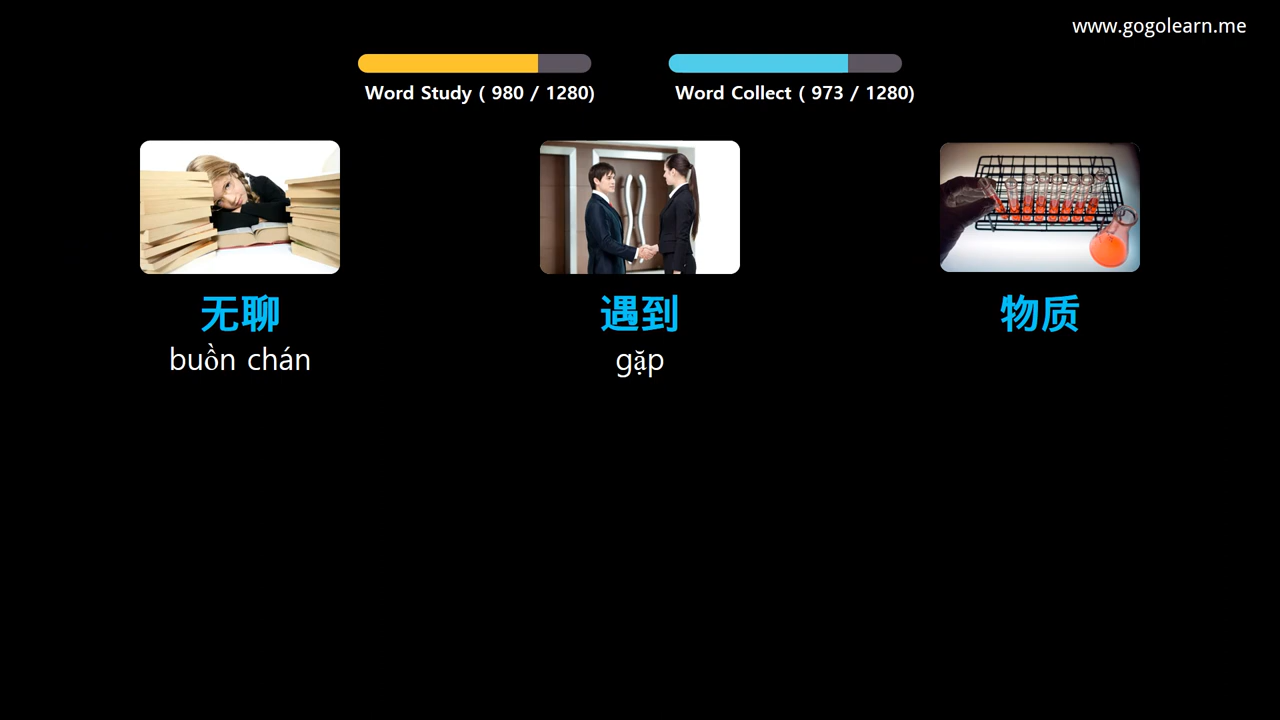 www.gogolearn.me
Word Study ( 980 / 1280)
Word Collect ( 973 / 1280)
无聊
遇到
物质
buồn chán
gặp